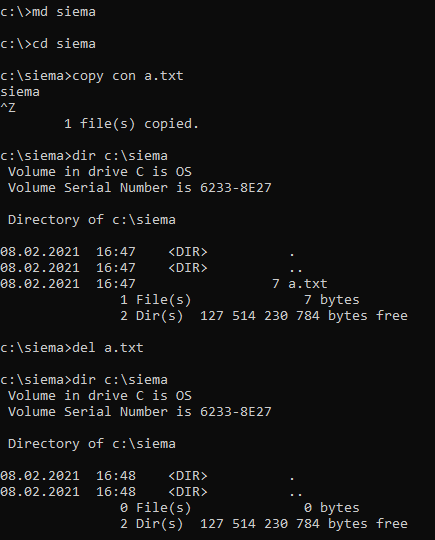 c:\>md siema
c:\>cd siema
c:\siema>copy con a.txt
siema
^Z
        1 file(s) copied.
c:\siema>dir c:\siema
 Volume in drive C is OS
 Volume Serial Number is 6233-8E27
 Directory of c:\siema
08.02.2021  16:47    <DIR>          .
08.02.2021  16:47    <DIR>          ..
08.02.2021  16:47                 7 a.txt
               1 File(s)              7 bytes
               2 Dir(s)  127 514 230 784 bytes free
c:\siema>del a.txt
c:\siema>dir c:\siema
 Volume in drive C is OS
 Volume Serial Number is 6233-8E27
 Directory of c:\siema
08.02.2021  16:48    <DIR>          .
08.02.2021  16:48    <DIR>          ..
               0 File(s)              0 bytes
               2 Dir(s)  127 514 230 784 bytes free